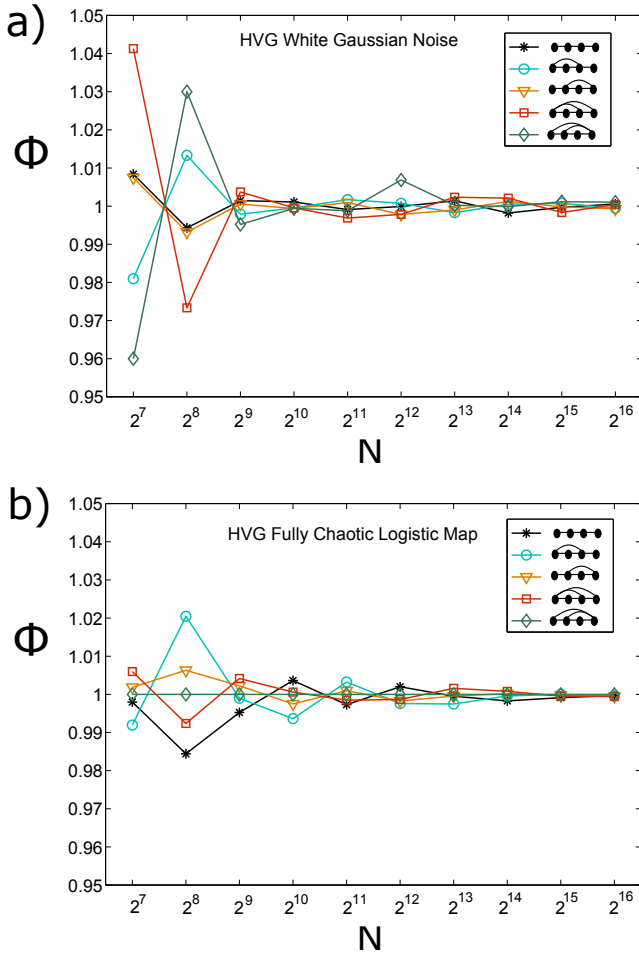 a)
HVG White Gaussian Noise
1.05
1.04
1.03
1.02
1.01
1
0.99
0.98
0.97
0.96
0.95
Φ
2^7 2^8 2^9 2^10 2^11 2^12 2^13 2^14 2^15 2^16
N
b)
HVG Fully Chaotic Logistic Map
1.05
1.04
1.03
1.02
1.005
1
0.99
0.98
0.97
0.96
0.95
Φ
2^7 2^8 2^9 2^10 2^11 2^12 2^13 2^14 2^15 2^16
N